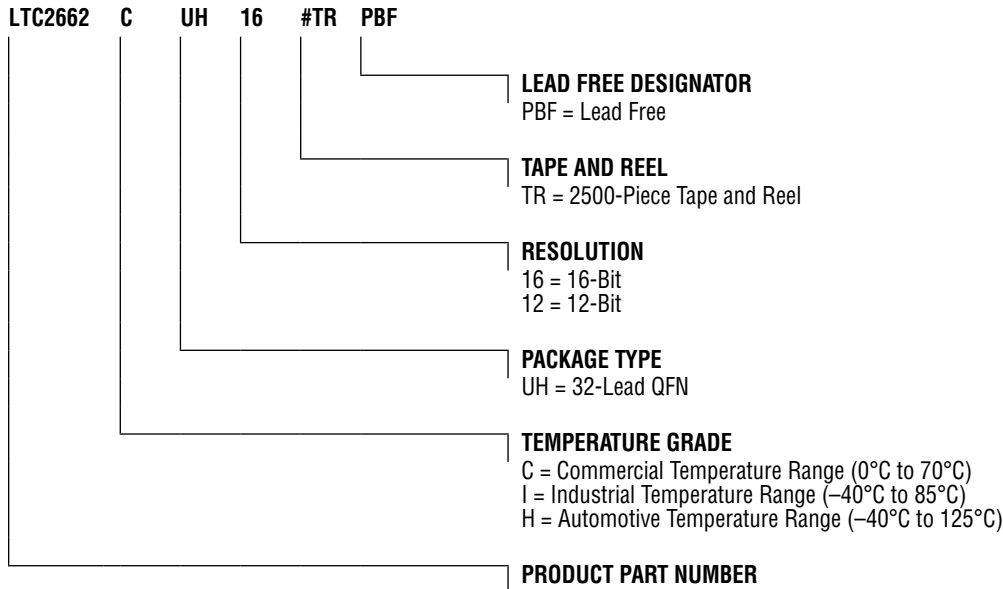 LTC2662 C UH 16 #TR PBF
LEAD FREE DESIGNATOR
PBF = Lead Free
TAPE AND REEL
TR = 2500-Piece Tape and Reel
RESOLUTION
16 = 16-Bit
12 = 12-Bit
PACKAGE TYPE
UH = 32-Lead QFN
TEMPERATURE GRADE
C = Commercial Temperature Range (0°C to 70°C)
I = Industrial Temperature Range (–40°C to 85°C)
H = Automotive Temperature Range (–40°C to 125°C)
PRODUCT PART NUMBER